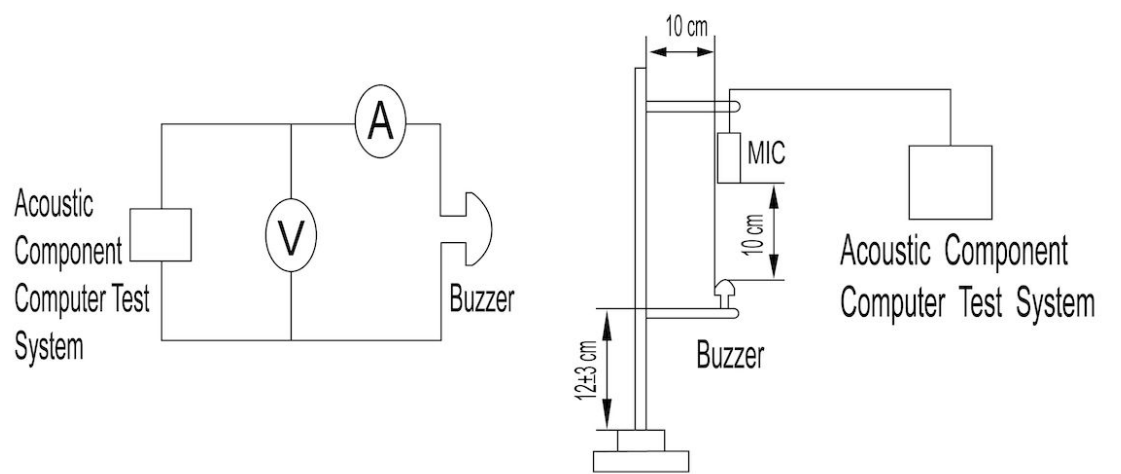 A
Acoustic
Component
Computer Test
System
V
Buzzer
10 cm
MIC
10 cm
Acoustic Component
Computer Test System
Buzzer
12±3 cm